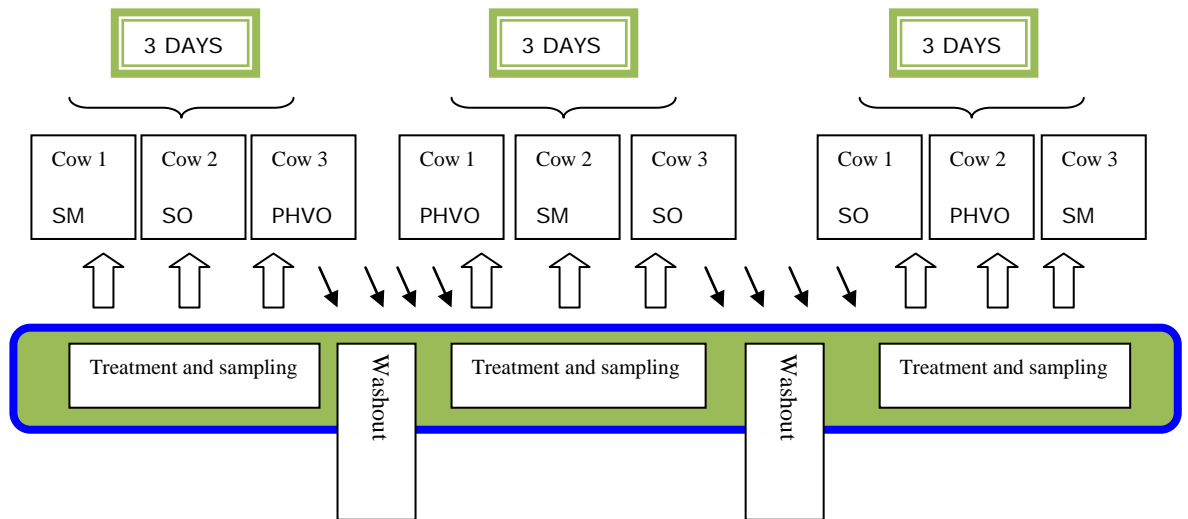 3 DAYS
3 DAYS
3 DAYS
Cow 1
SM
Cow 2
SO
Cow 3
PHVO
Cow 1
PHVO
Cow 2
SM
Cow 3
SO
Cow 1
SO
Cow 2
PHVO
Cow 3
SM
Treatment and sampling
Washout
Treatment and sampling
Washout
Treatment and sampling